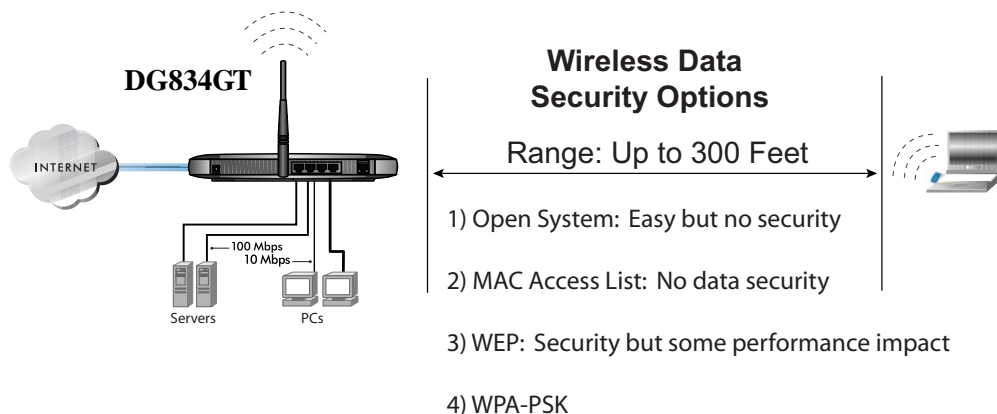 DG834GT
INTERNET
100 Mbps
10 Mbps
Servers
PCs
Wireless Data
Security Options
Range: Up to 300 Feet
1) Open System: Easy but no security
2) MAC Access List: No data security
3) WEP: Security but some performance impact
4) WPA-PSK